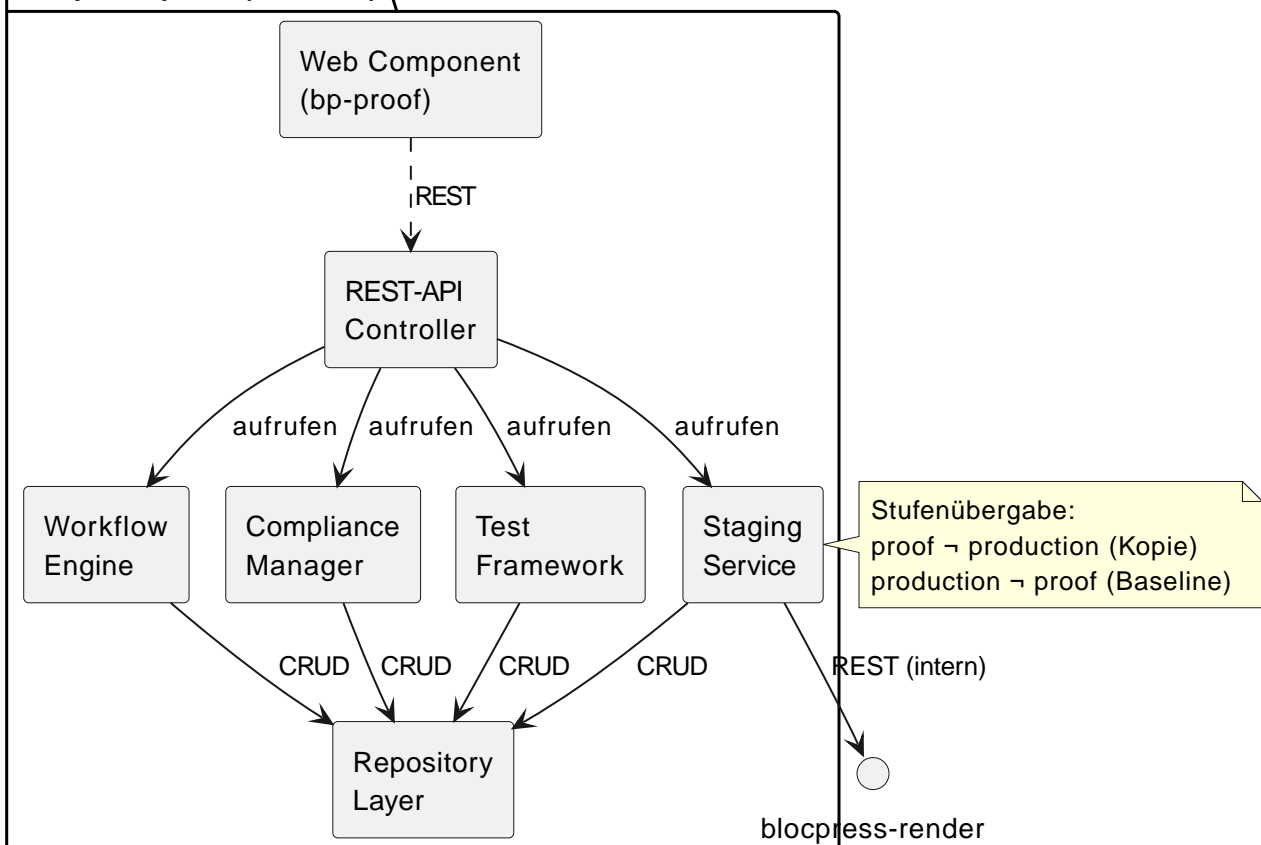 Web Component
(bp-proof)
REST
REST-API
Controller
aufrufen aufrufen aufrufen aufrufen
Workflow
Engine
Compliance
Manager
Test
Framework
Staging
Service
Stufenübergabe:
proof ¬ production (Kopie)
production ¬ proof (Baseline)
CRUD CRUD CRUD CRUD REST (intern)
Repository
Layer
blocpress-render